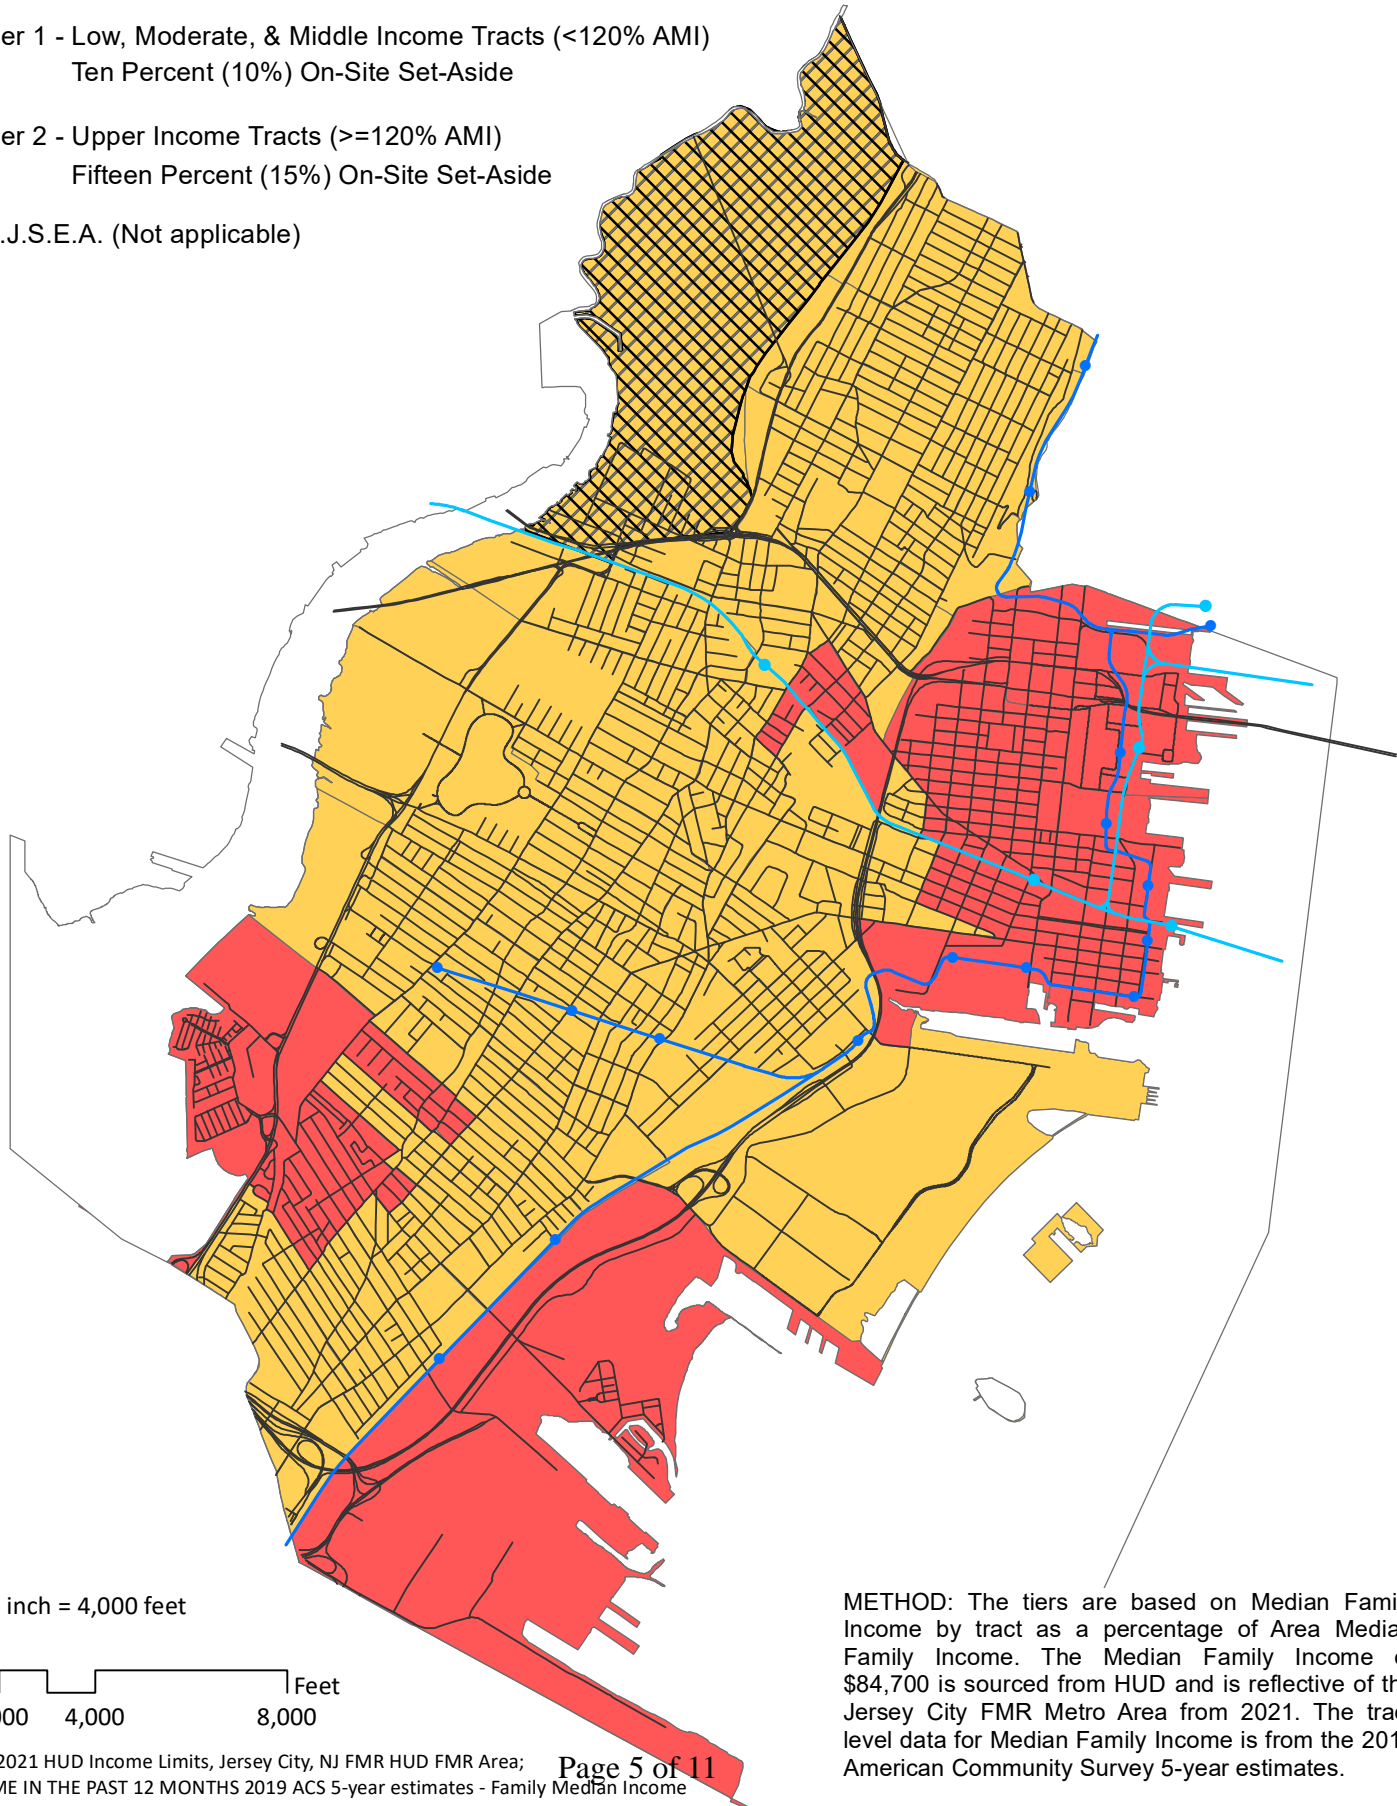 er 1 - Low, Moderate, & Middle Income Tracts (<120% AMI)
Ten Percent (10%) On-Site Set-Aside
er 2 - Upper Income Tracts (>=120% AMI)
Fifteen Percent (15%) On-Site Set-Aside
.J.S.E.A. (Not applicable)
inch = 4,000 feet
Feet
00 4,000 8,000
2021 HUD Income Limits, Jersey City, NJ FMR HUD FMR Area;
ME IN THE PAST 12 MONTHS 2019 ACS 5-year estimates - Family Median Income
Page 5 of 11
METHOD: The tiers are based on Median Fami
Income by tract as a percentage of Area Media
Family Income. The Median Family Income o
$84,700 is sourced from HUD and is reflective of th
Jersey City FMR Metro Area from 2021. The trac
level data for Median Family Income is from the 201
American Community Survey 5-year estimates.